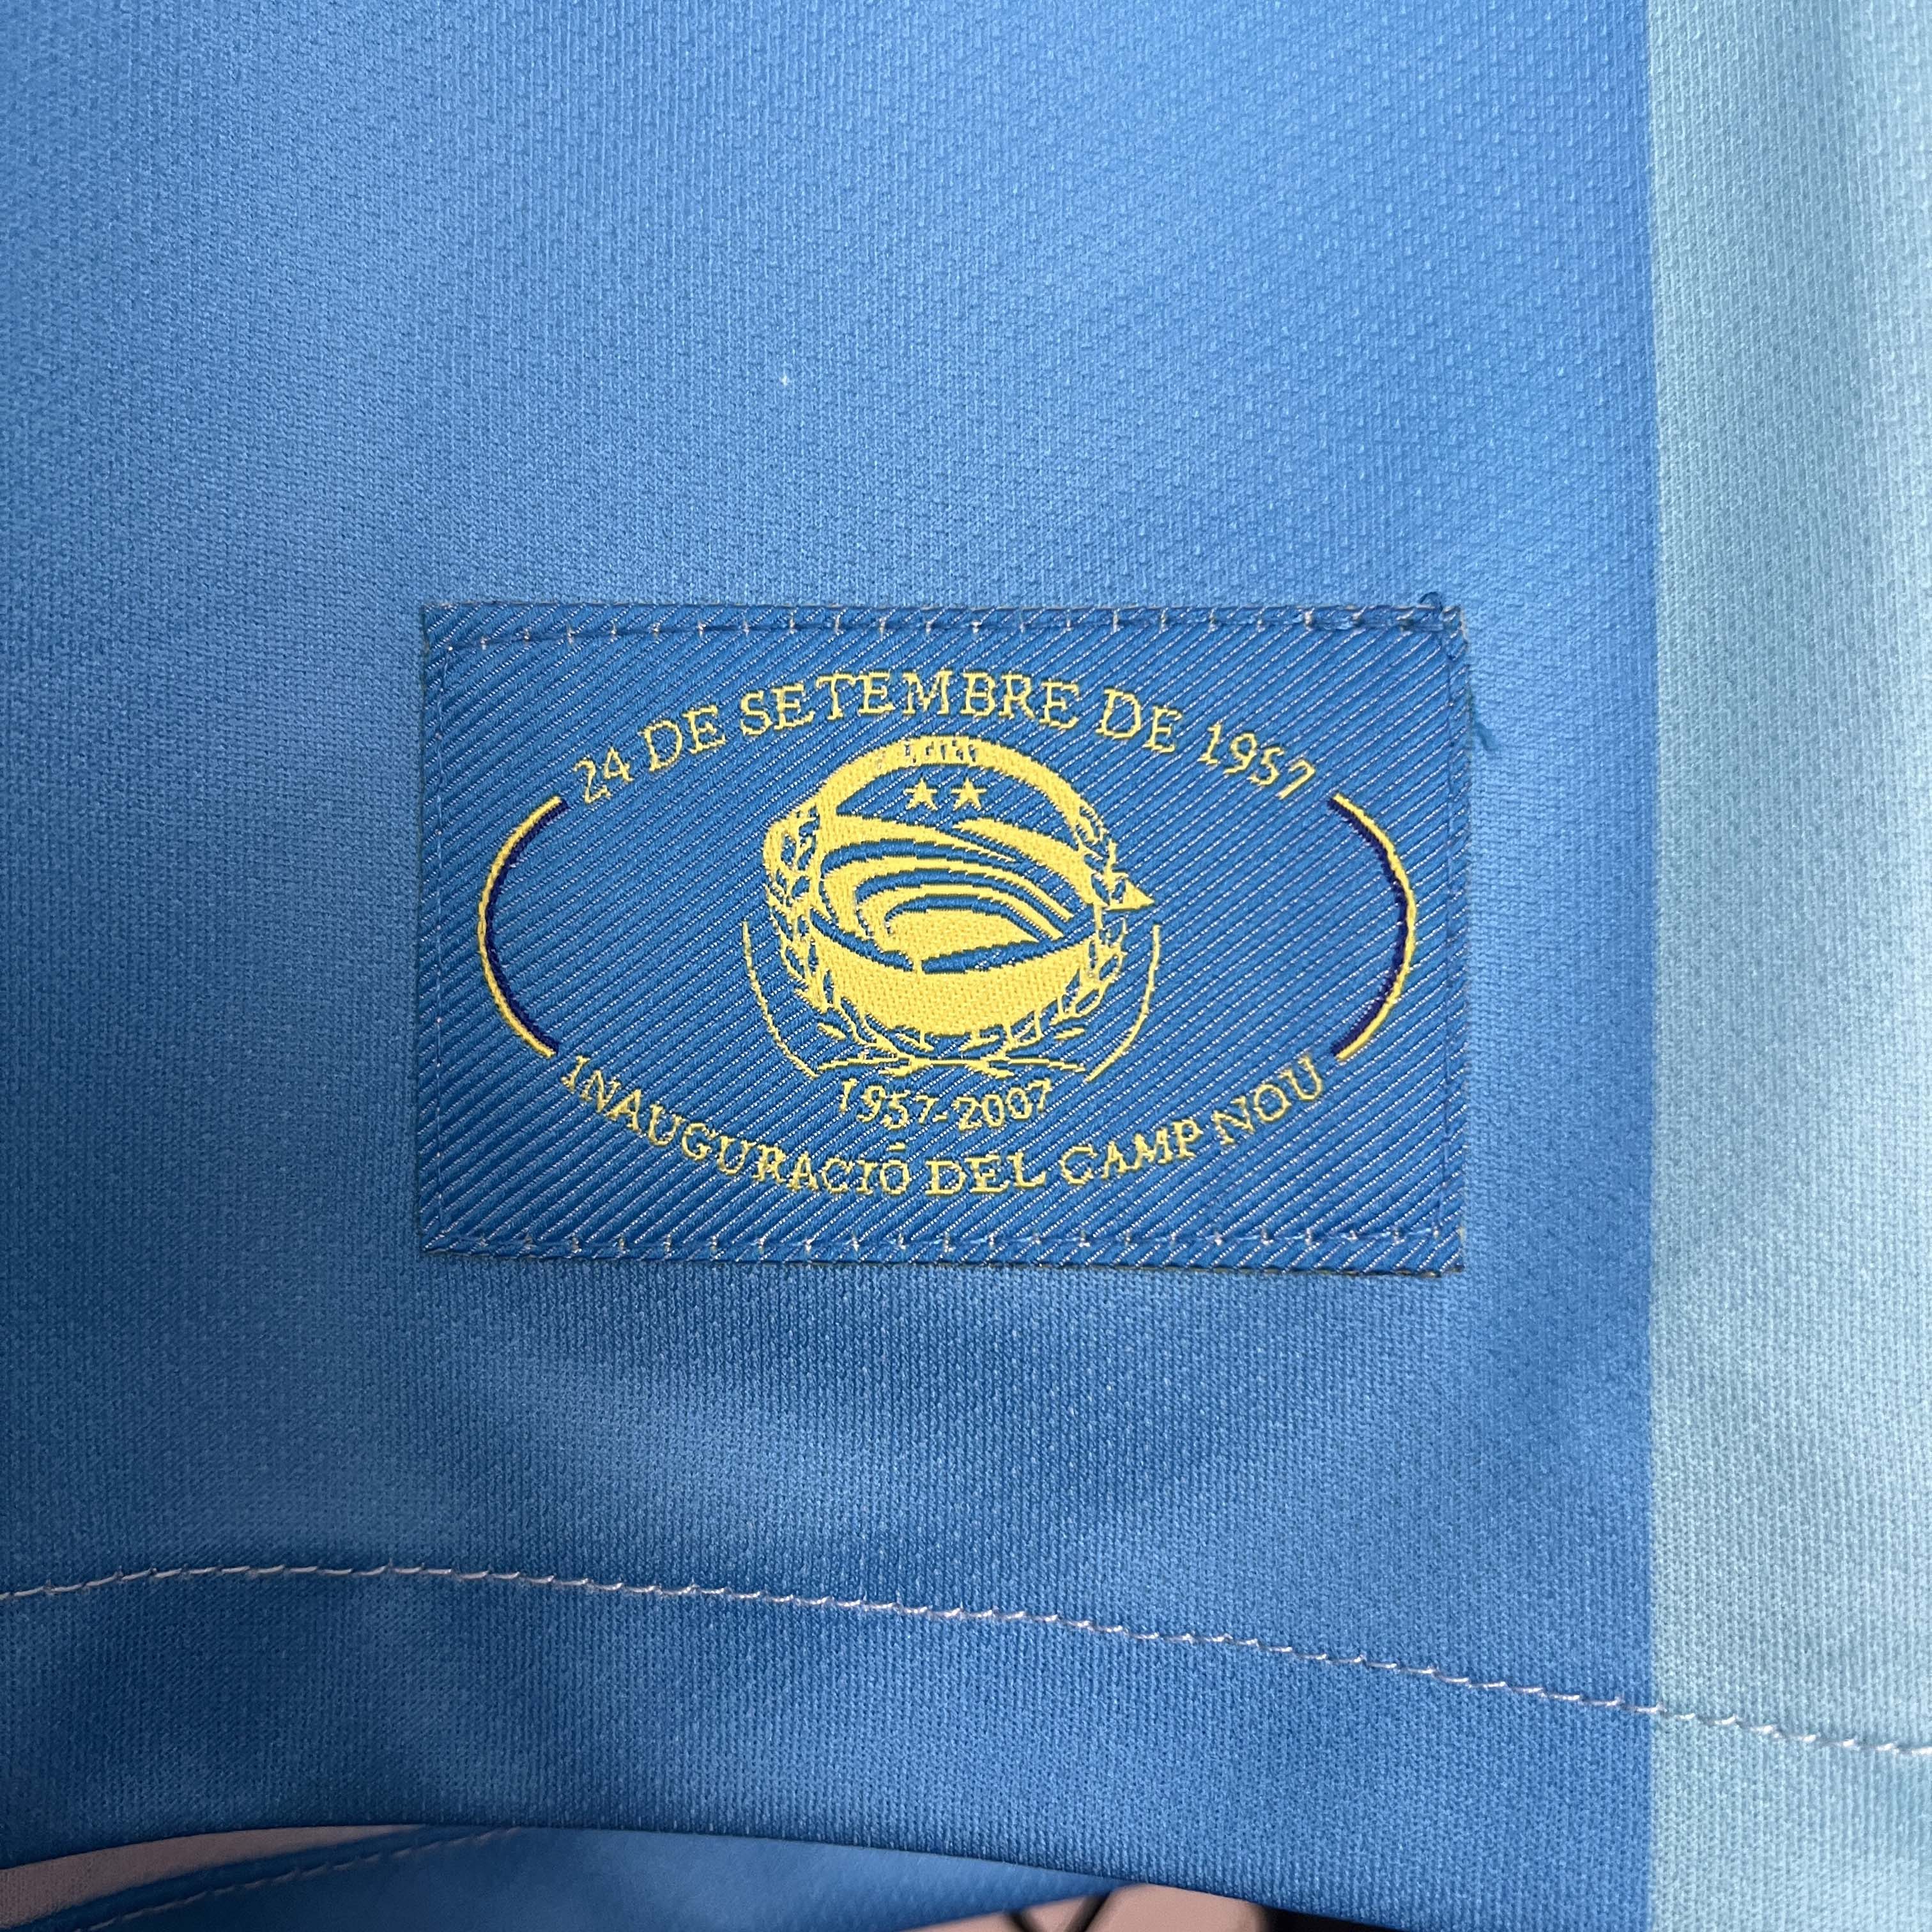 24 DE SETEMBRE DE 1957
1957-2007
INAUGURACIÓ DEL CAMP NOU